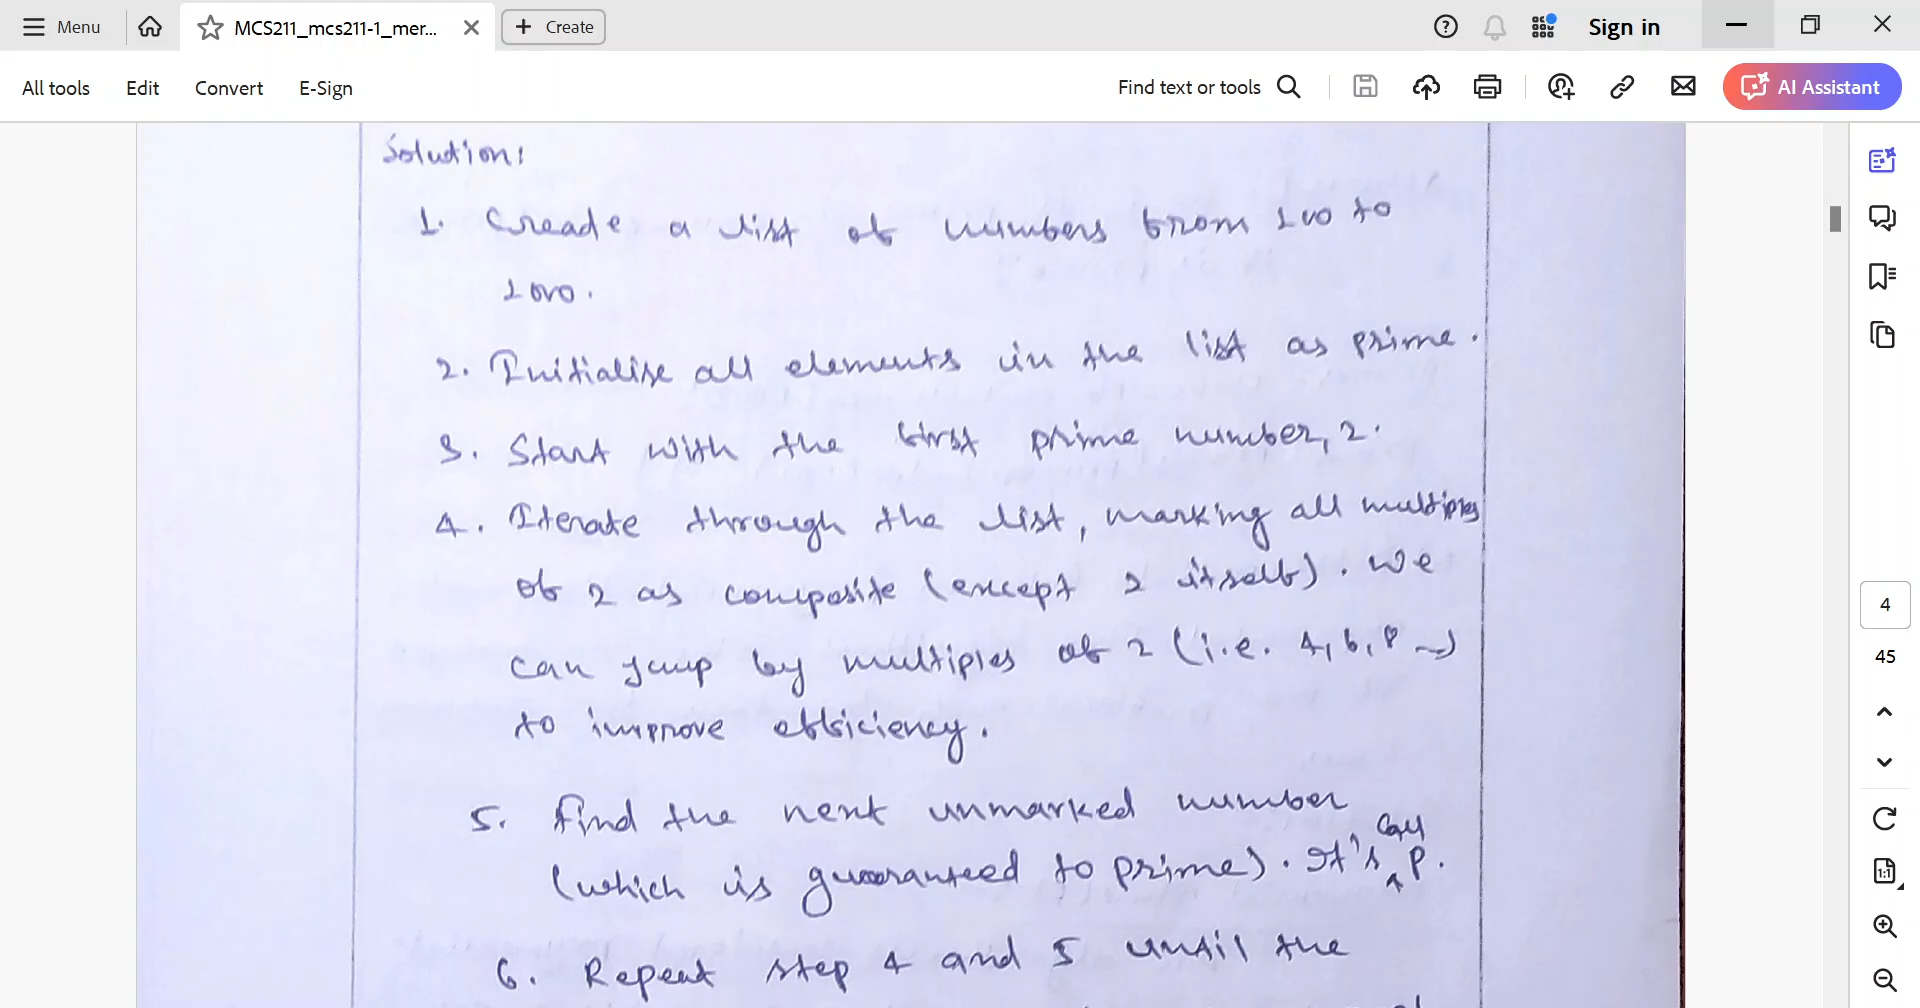 Menu
MCS211_mcs211-1_mer...
Create
Sign in
All tools Edit Convert E-Sign
Find text or tools
AI Assistant
Solution:
1. Create a list of numbers from 100 to
1000.
2. Initialise all elements in the list as prime.
3. Start with the first prime number, 2.
4. Iterate through the list, marking all multiples
of 2 as composite (except 2 itself). We
can jump by multiples of 2 (i.e. 4, 6, 8 ...)
to improve efficiency.
5. Find the next unmarked number
(which is guaranteed to prime). It's call p.
6. Repeat step 4 and 5 until the
4
45
1:1